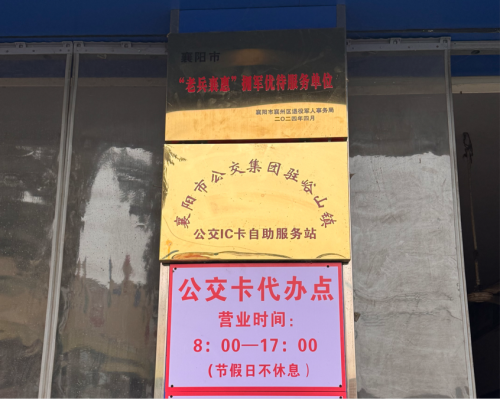 襄阳市
“老兵崇惠”拥军优待服务单位
襄阳市襄州区退役军人事务局
二〇二四年四月
襄阳市公交集团驻峪山镇
公交IC卡自助服务站
公交卡代办点
营业时间：
8：00—17：00
（节假日不休息）